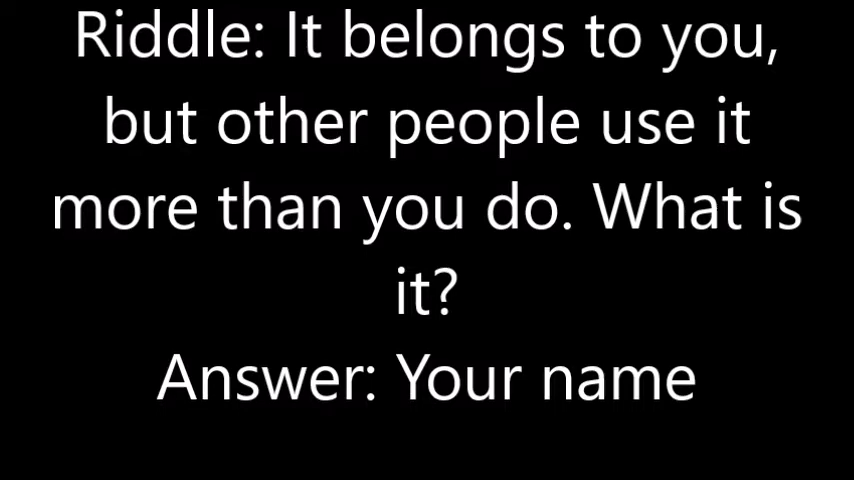 Riddle: It belongs to you,
but other people use it
more than you do. What is
it?
Answer: Your name